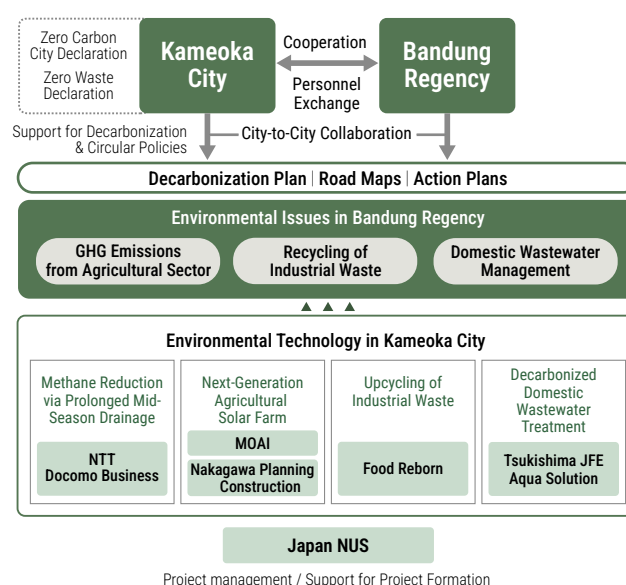 Zero Carbon
City Declaration
Zero Waste
Declaration
Kameoka
City
Cooperation
Personnel
Exchange
Bandung
Regency
Support for Decarbonization
& Circular Policies
City-to-City Collaboration
Decarbonization Plan | Road Maps | Action Plans
Environmental Issues in Bandung Regency
GHG Emissions
from Agricultural Sector
Recycling of
Industrial Waste
Domestic Wastewater
Management
Environmental Technology in Kameoka City
Methane Reduction
via Prolonged Mid-
Season Drainage
NTT
Docomo Business
Next-Generation
Agricultural
Solar Farm
MOAI
Nakagawa Planning
Construction
Upcycling of
Industrial Waste
Food Reborn
Decarbonized
Domestic
Wastewater
Treatment
Tsukishima JFE
Aqua Solution
Japan NUS
Project management / Support for Project Formation